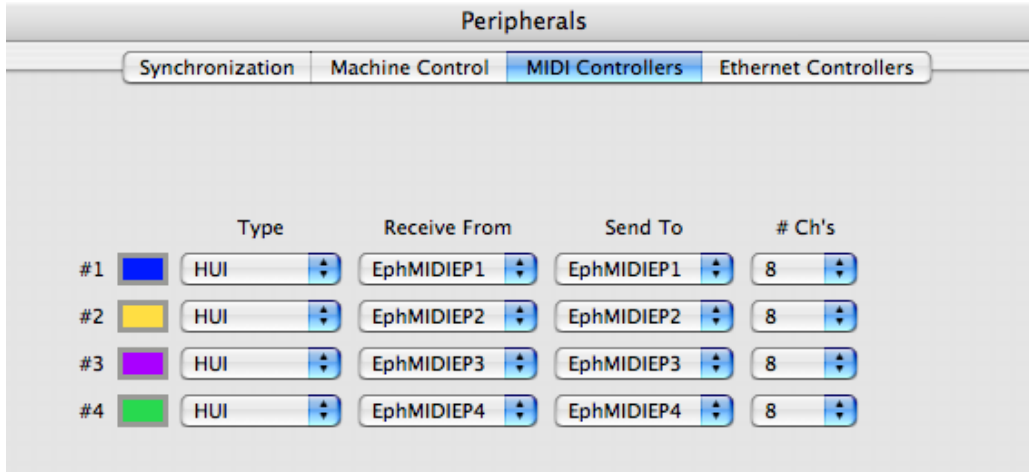 Peripherals
Synchronization Machine Control MIDI Controllers Ethernet Controllers
Type Receive From Send To # Ch's
#1 HUI EphMIDIEP1 EphMIDIEP1 8
#2 HUI EphMIDIEP2 EphMIDIEP2 8
#3 HUI EphMIDIEP3 EphMIDIEP3 8
#4 HUI EphMIDIEP4 EphMIDIEP4 8